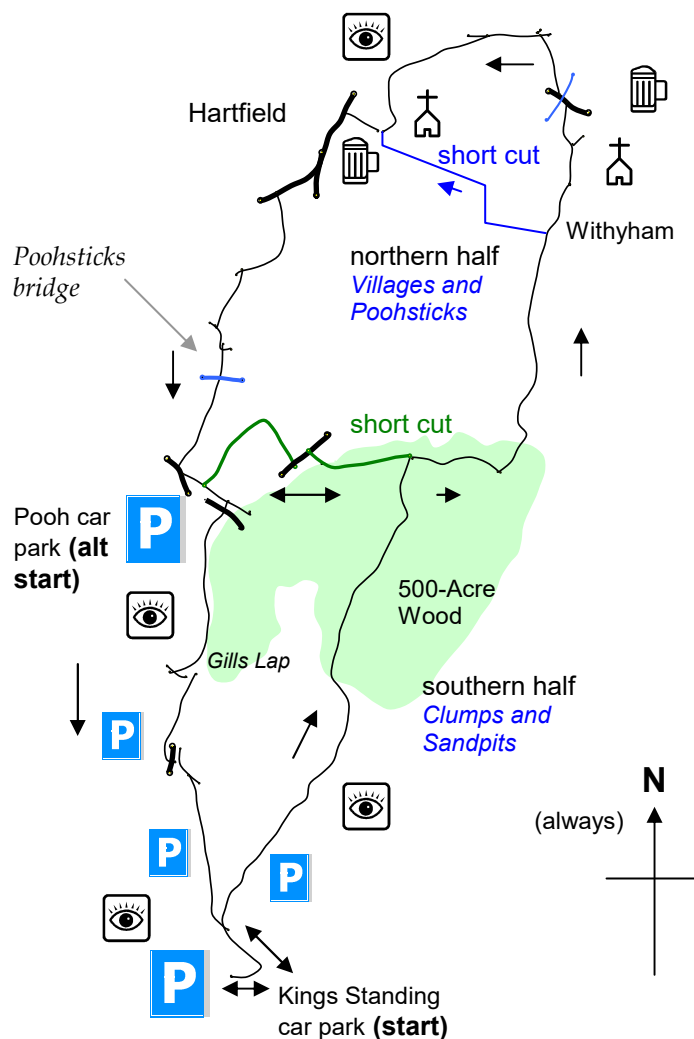 Hartfield
short cut
Withyham
Poohsticks
bridge
northern half
Villages and
Poohsticks
short cut
P
Pooh car
park (alt
start)
500-Acre
Wood
Gills Lap
southern half
Clumps and
Sandpits
P
N
(always)
P
P
P
Kings Standing
car park (start)